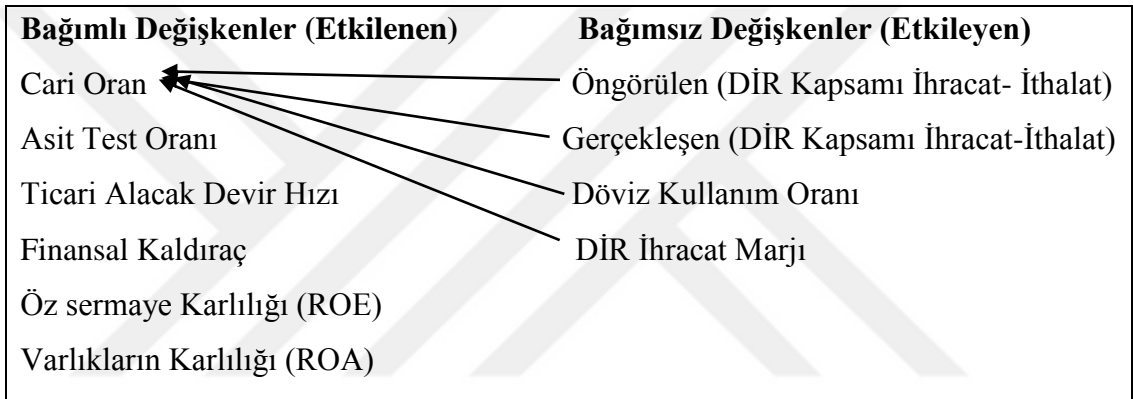 Bağımlı Değişkenler (Etkilenen) Bağımsız Değişkenler (Etkileyen)
Cari Oran Öngörülen (DİR Kapsamı İhracat- İthalat)
Asit Test Oranı Gerçekleşen (DİR Kapsamı İhracat-İthalat)
Ticari Alacak Devir Hızı Döviz Kullanım Oranı
Finansal Kaldıraç DİR İhracat Marjı
Öz sermaye Karlılığı (ROE)
Varlıkların Karlılığı (ROA)